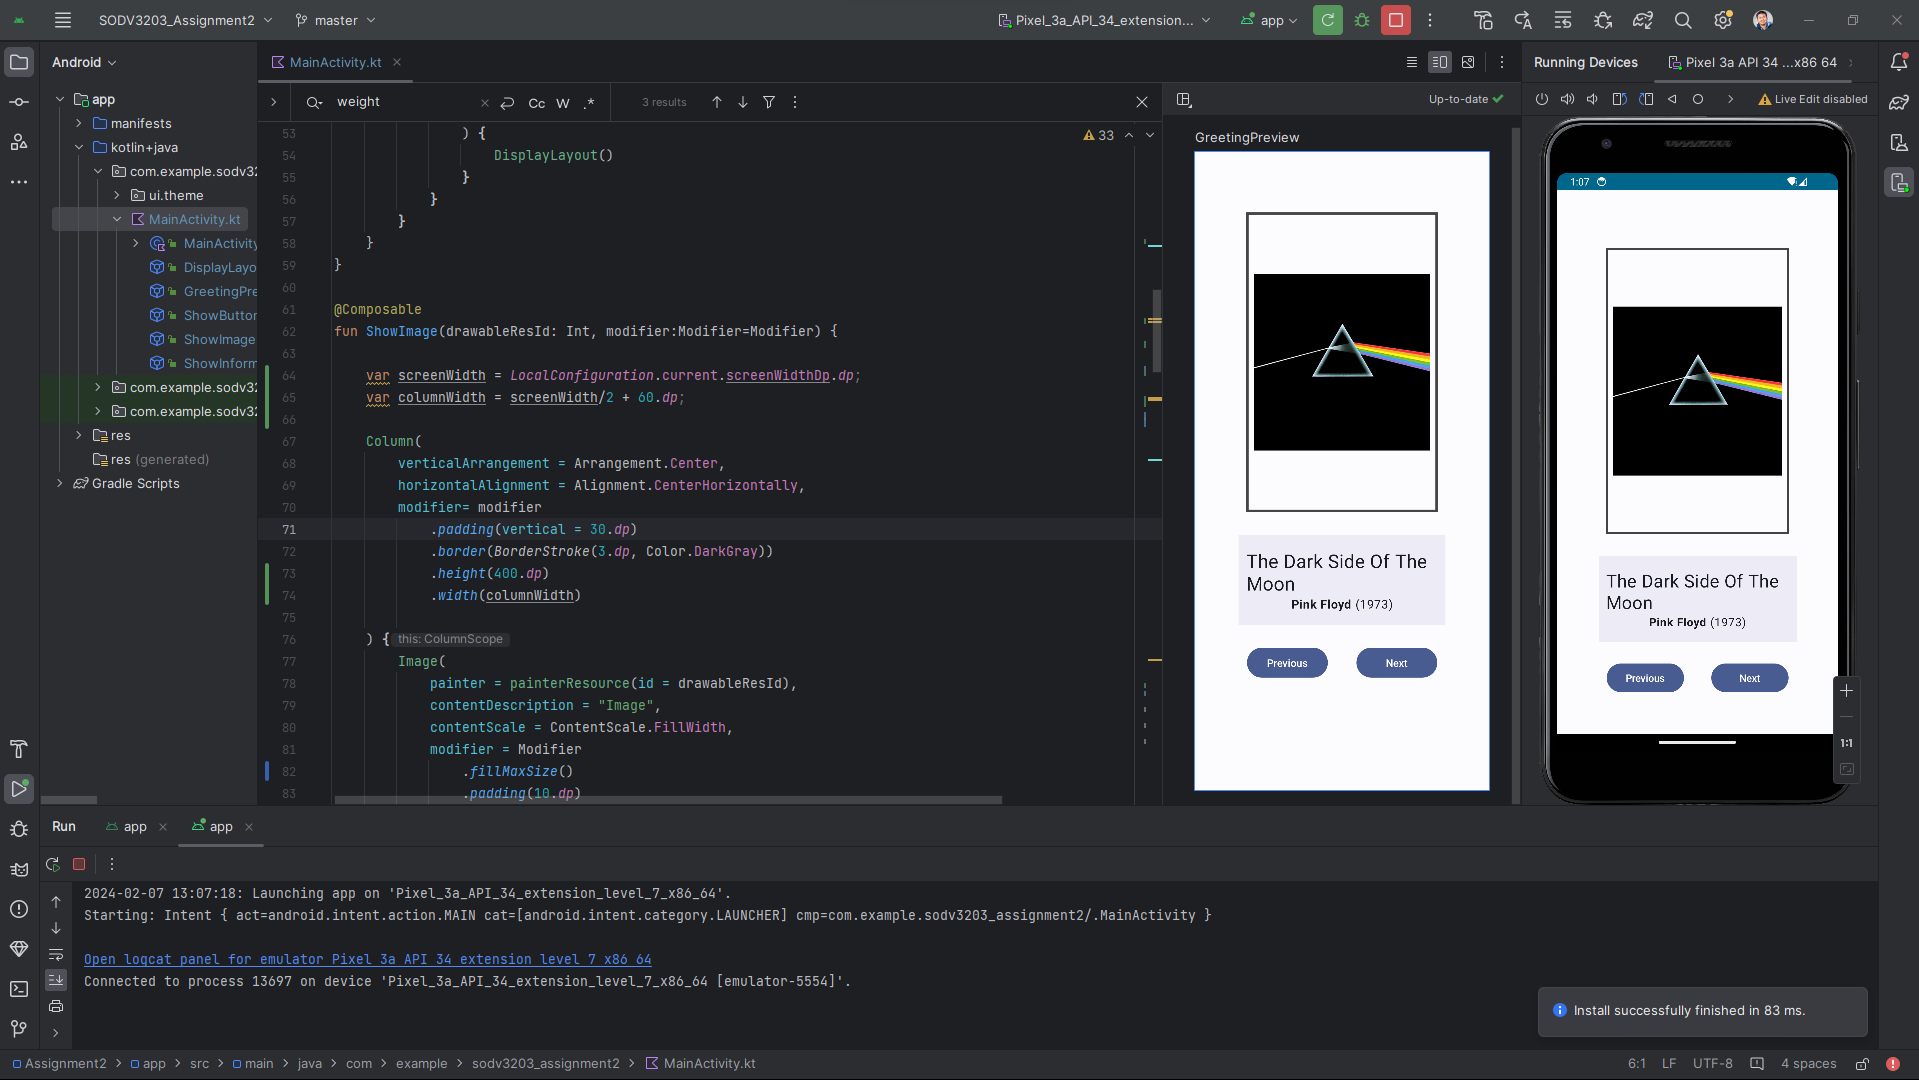 SODV3203_Assignment2
master
Pixel_3a_API_34_extension...
app
Android
MainActivity.kt
Running Devices
Pixel 3a API 34 ...x86 64
weight
Cc W .*
3 results
Up-to-date
Live Edit disabled
app
manifests
kotlin+java
com.example.sodv32
ui.theme
MainActivity.kt
MainActivity
DisplayLayo
GreetingPre
ShowButtor
ShowImage
ShowInform
com.example.sodv32
com.example.sodv32
res
res (generated)
Gradle Scripts
33
53 ) {
54 DisplayLayout()
55 }
56 }
57 }
58 }
59 }
60
61 @Composable
62 fun ShowImage(drawableResId: Int, modifier:Modifier=Modifier) {
63
64 var screenWidth = LocalConfiguration.current.screenWidthDp.dp;
65 var columnWidth = screenWidth/2 + 60.dp;
66
67 Column(
68 verticalArrangement = Arrangement.Center,
69 horizontalAlignment = Alignment.CenterHorizontally,
70 modifier= modifier
71 .padding(vertical = 30.dp)
72 .border(BorderStroke(3.dp, Color.DarkGray))
73 .height(400.dp)
74 .width(columnWidth)
75
76 ) { this: ColumnScope
77 Image(
78 painter = painterResource(id = drawableResId),
79 contentDescription = "Image",
80 contentScale = ContentScale.FillWidth,
81 modifier = Modifier
82 .fillMaxSize()
83 .padding(10.dp)
GreetingPreview
The Dark Side Of The
Moon
Pink Floyd (1973)
Previous Next
1:07
The Dark Side Of The
Moon
Pink Floyd (1973)
Previous Next
1:1
Run
app
app
2024-02-07 13:07:18: Launching app on 'Pixel_3a_API_34_extension_level_7_x86_64'.
Starting: Intent { act=android.intent.action.MAIN cat=[android.intent.category.LAUNCHER] cmp=com.example.sodv3203_assignment2/.MainActivity }
Open logcat panel for emulator Pixel 3a API 34 extension level 7 x86 64
Connected to process 13697 on device 'Pixel_3a_API_34_extension_level_7_x86_64 [emulator-5554]'.
Install successfully finished in 83 ms.
Assignment2 > app > src > main > java > com > example > sodv3203_assignment2 > MainActivity.kt
6:1 LF UTF-8 4 spaces